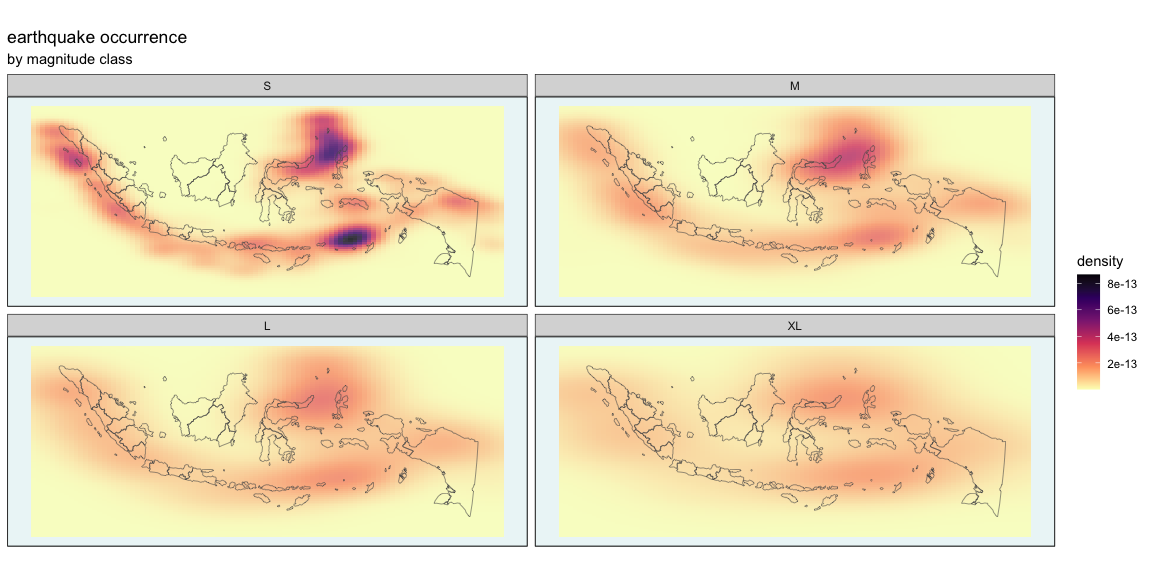 earthquake occurrence
by magnitude class
S
M
L
XL
density
8e-13
6e-13
4e-13
2e-13